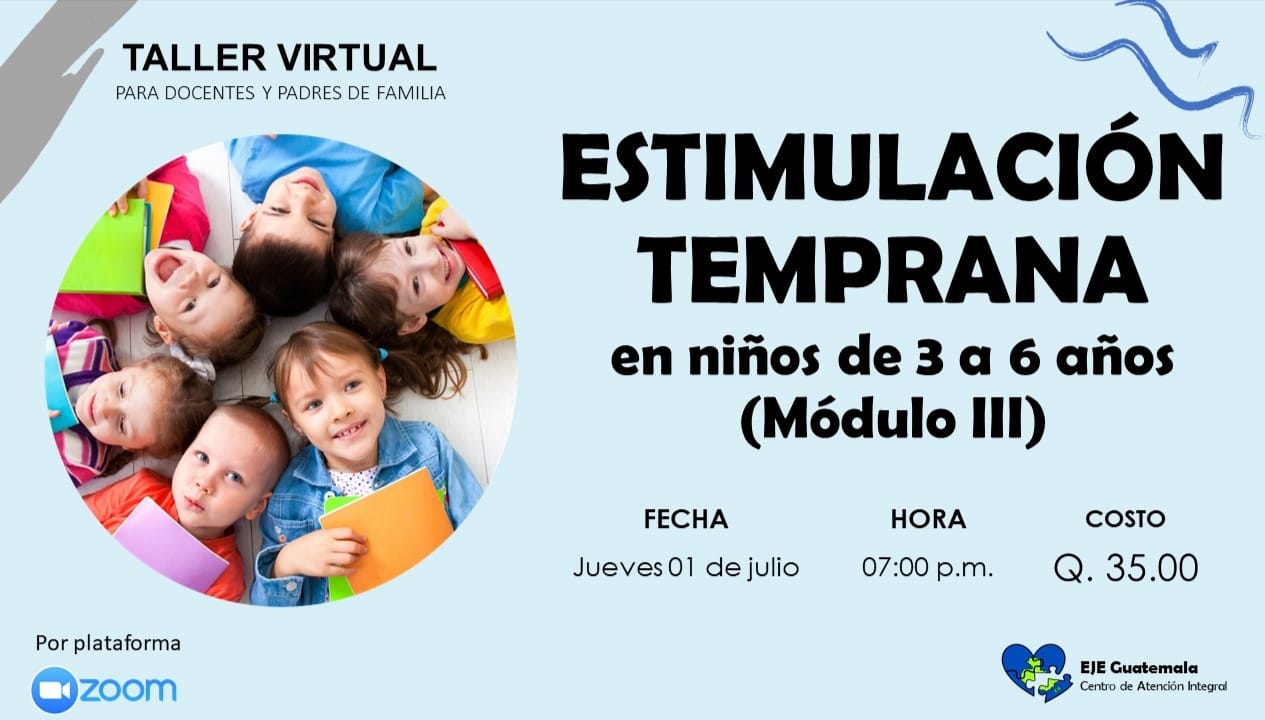 TALLER VIRTUAL
PARA DOCENTES Y PADRES DE FAMILIA
ESTIMULACIÓN
TEMPRANA
en niños de 3 a 6 años
(Módulo III)
FECHA
Jueves 01 de julio
HORA
07:00 p.m.
COSTO
Q. 35.00
Por plataforma
zoom
EJE Guatemala
Centro de Atención Integral